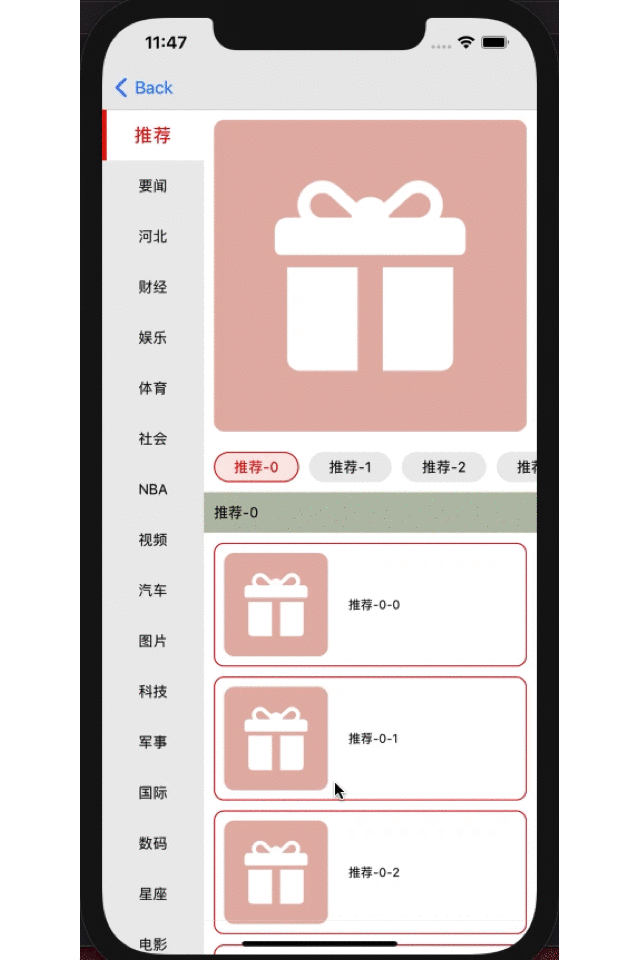 11:47
Back
推荐
要闻
河北
财经
娱乐
体育
社会
NBA
视频
汽车
图片
科技
军事
国际
数码
星座
电影
推荐-0
推荐-1
推荐-2
推荐-0
推荐-0-0
推荐-0-1
推荐-0-2